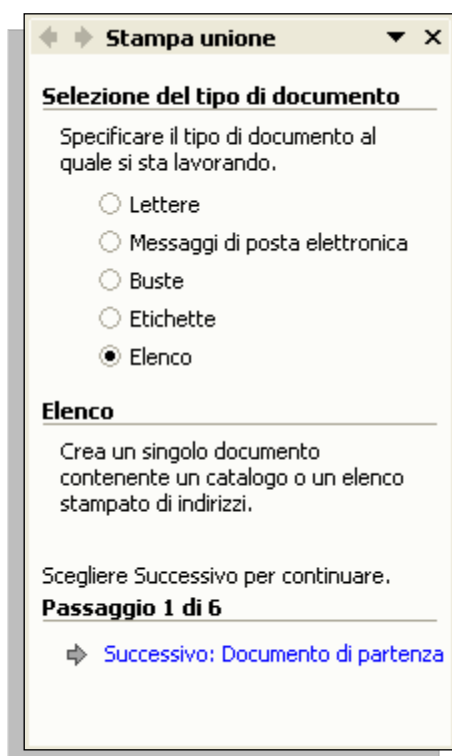 Stampa unione
Selezione del tipo di documento
Specificare il tipo di documento al
quale si sta lavorando.
Lettere
Messaggi di posta elettronica
Buste
Etichette
Elenco
Elenco
Crea un singolo documento
contenente un catalogo o un elenco
stampato di indirizzi.
Scegliere Successivo per continuare.
Passaggio 1 di 6
Successivo: Documento di partenza